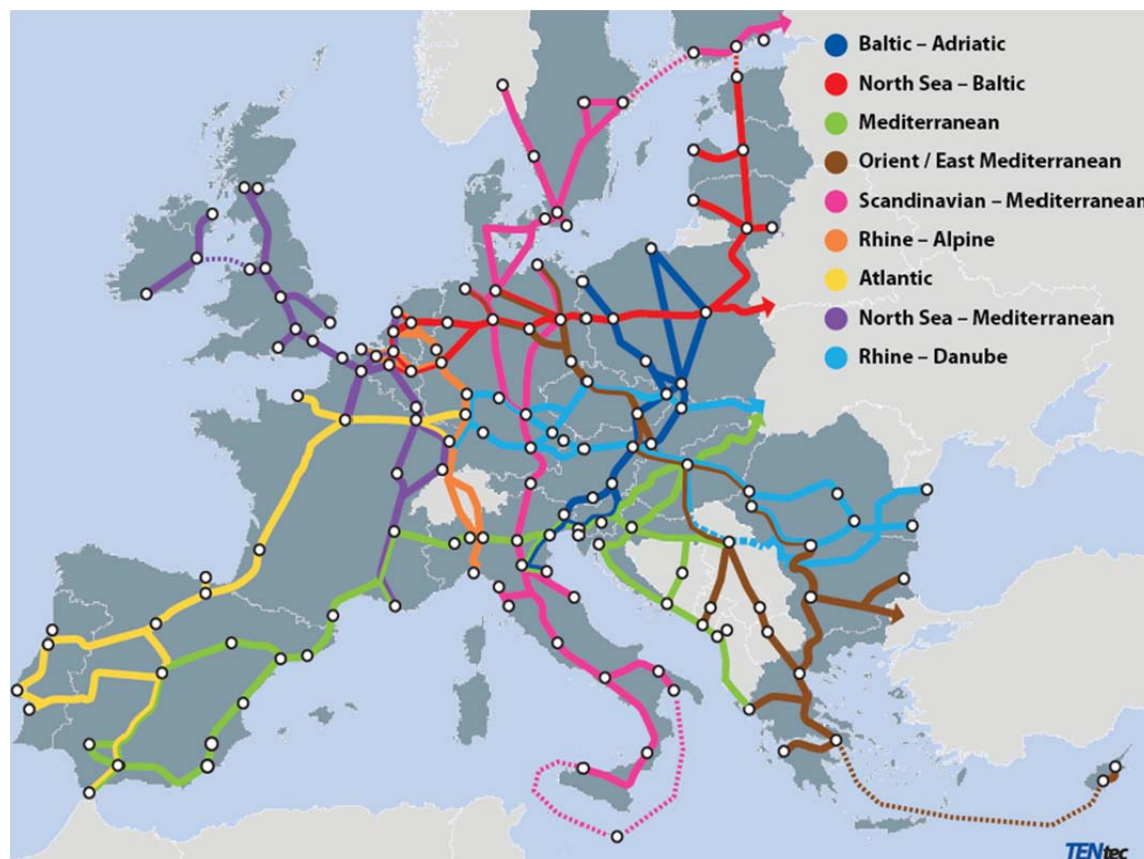 Baltic – Adriatic
North Sea – Baltic
Mediterranean
Orient / East Mediterranean
Scandinavian – Mediterranean
Rhine – Alpine
Atlantic
North Sea – Mediterranean
Rhine – Danube
TENtec